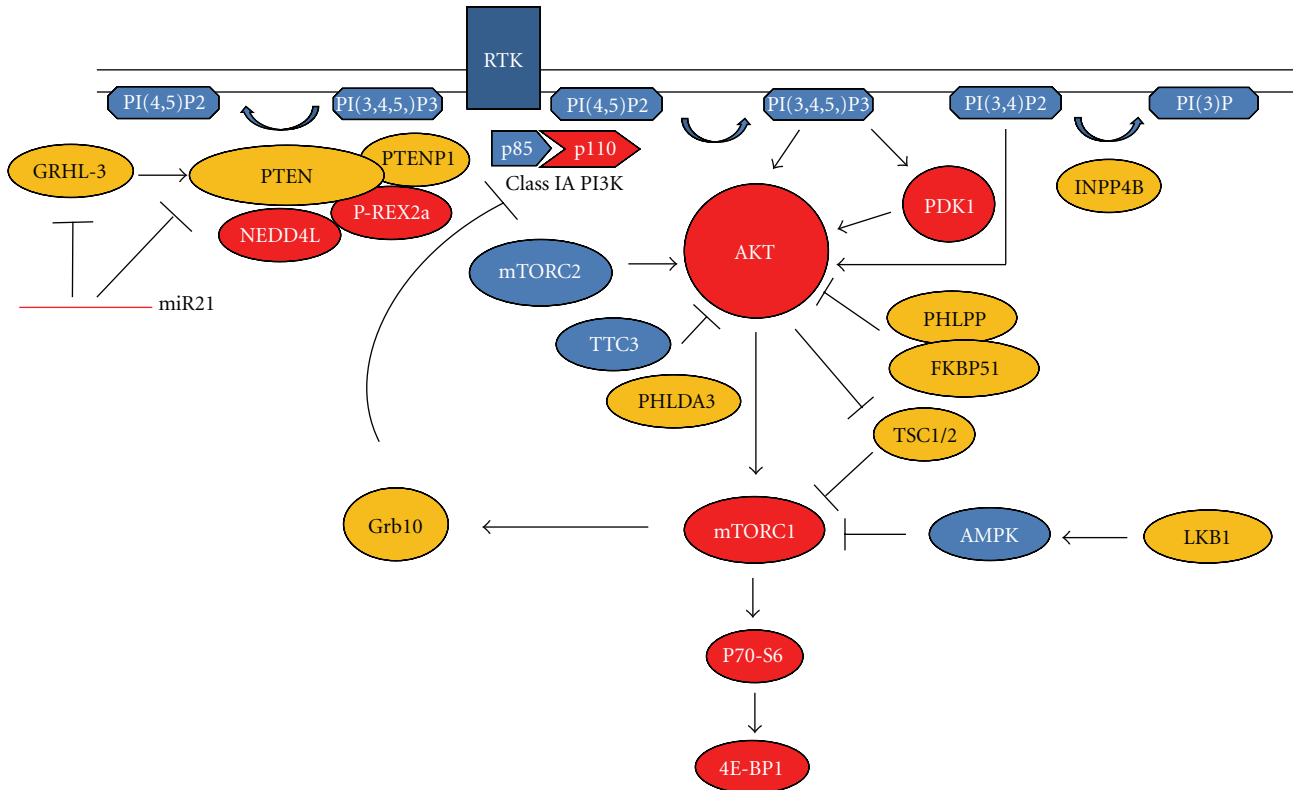 RTK
PI(4,5)P2
PI(3,4,5,)P3
PI(4,5)P2
PI(3,4,5,)P3
PI(3,4)P2
PI(3)P
p85
p110
Class IA PI3K
GRHL-3
PTEN
PTENP1
P-REX2a
NEDD4L
miR21
INPP4B
PDK1
AKT
mTORC2
TTC3
PHLDA3
PHLPP
FKBP51
TSC1/2
Grb10
mTORC1
AMPK
LKB1
P70-S6
4E-BP1